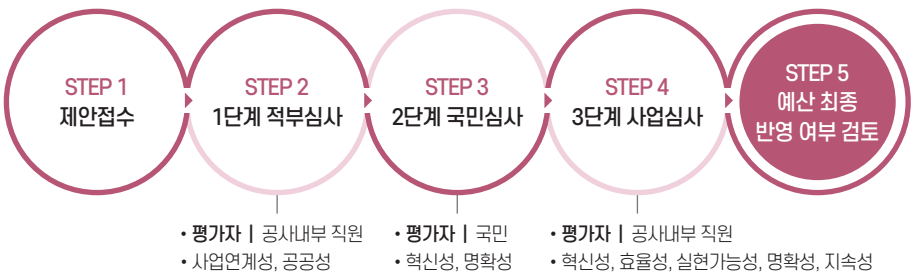 STEP 1
제안접수
STEP 2
1단계 적부심사
STEP 3
2단계 국민심사
STEP 4
3단계 사업심사
STEP 5
예산 최종
반영 여부 검토
• 평가자 | 공사내부 직원
• 사업연계성, 공공성
• 평가자 | 국민
• 혁신성, 명확성
• 평가자 | 공사내부 직원
• 혁신성, 효율성, 실현가능성, 명확성, 지속성